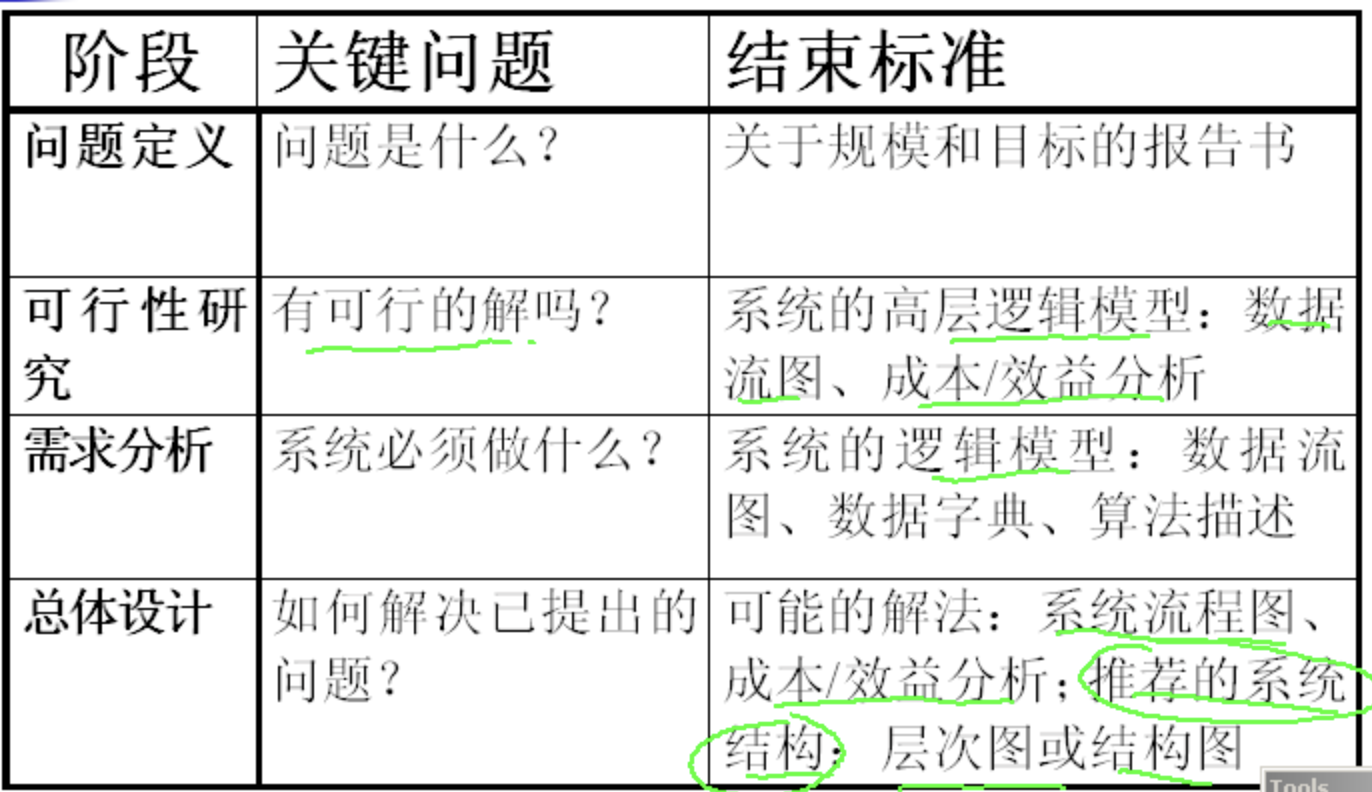 阶段 关键问题 结束标准
问题定义 问题是什么？ 关于规模和目标的报告书
可行性研 有可行的解吗？ 系统的高层逻辑模型：数据
究 流图、成本/效益分析
需求分析 系统必须做什么？ 系统的逻辑模型：数据流
图、数据字典、算法描述
总体设计 如何解决已提出的 可能的解法：系统流程图、
问题？ 成本/效益分析；推荐的系统
结构：层次图或结构图
Tools